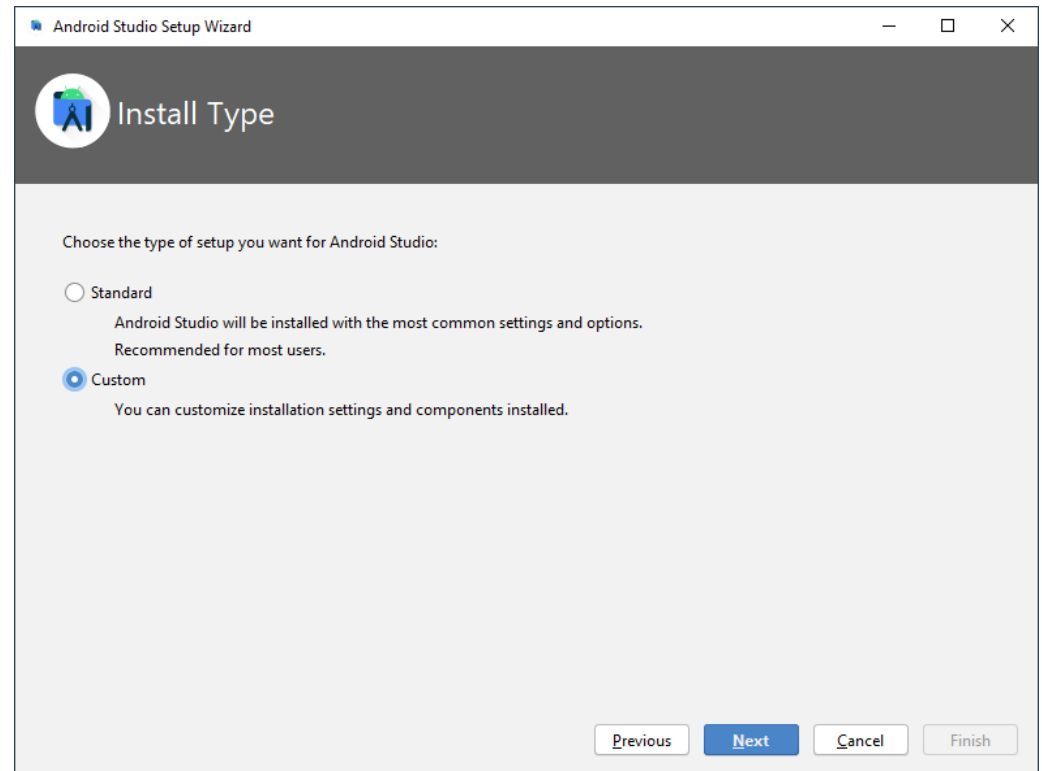 Android Studio Setup Wizard
Install Type
Choose the type of setup you want for Android Studio:
Standard
Android Studio will be installed with the most common settings and options.
Recommended for most users.
Custom
You can customize installation settings and components installed.
Previous Next Cancel Finish